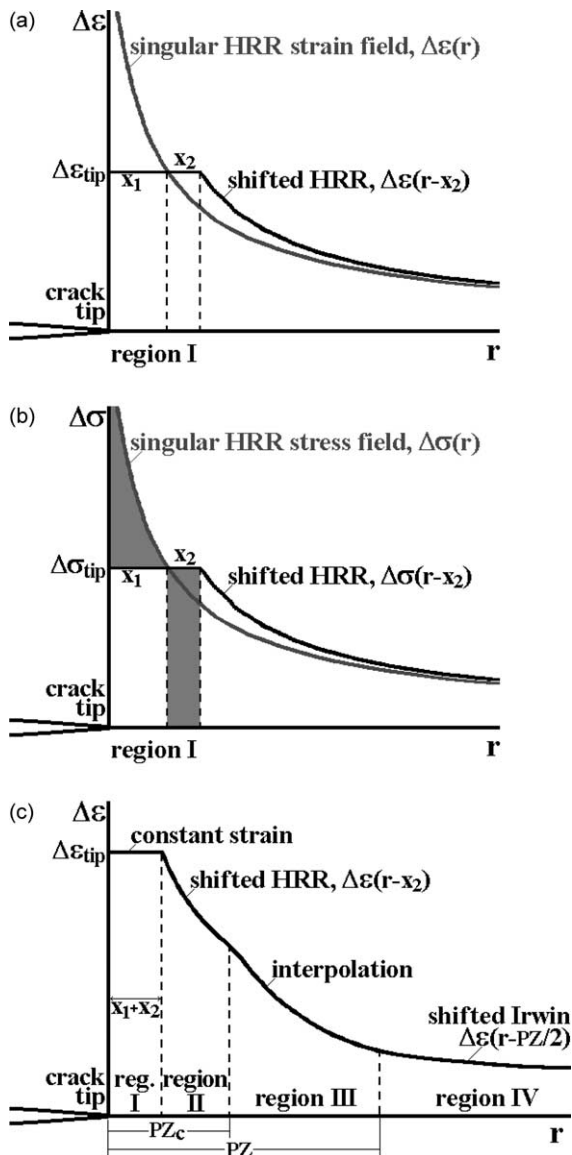 (a)
Δε
singular HRR strain field, Δε(r)
x2
Δεtip
x1
shifted HRR, Δε(r-x2)
crack
tip
region I
r
(b)
Δσ
singular HRR stress field, Δσ(r)
x2
Δσtip
x1
shifted HRR, Δσ(r-x2)
crack
tip
region I
r
(c)
Δε
constant strain
Δεtip
shifted HRR, Δε(r-x2)
interpolation
x1+x2
shifted Irwin
Δε(r-PZ/2)
crack
tip
reg.
I
region
II
region III
region IV
PZc
r
PZ